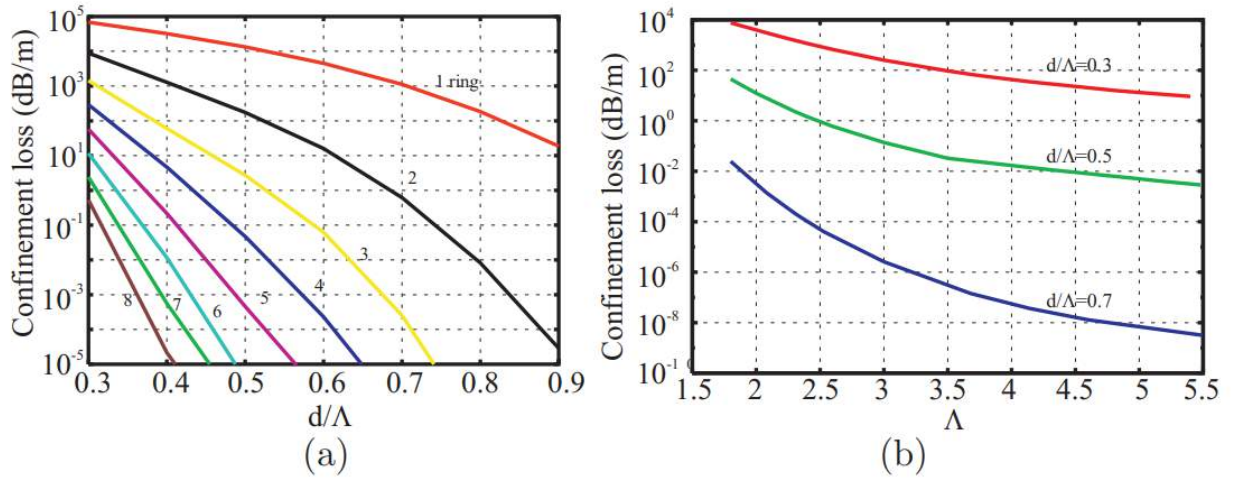 Confinement loss (dB/m)
10^5
10^3
10^1
10^-1
10^-3
10^-5
1 ring
2
3
4
5
6
7
8
0.3 0.4 0.5 0.6 0.7 0.8 0.9
d/Λ
(a)
Confinement loss (dB/m)
10^4
10^2
10^0
10^-2
10^-4
10^-6
10^-8
10^-1 0
d/Λ=0.3
d/Λ=0.5
d/Λ=0.7
1.5 2 2.5 3 3.5 4 4.5 5 5.5
Λ
(b)